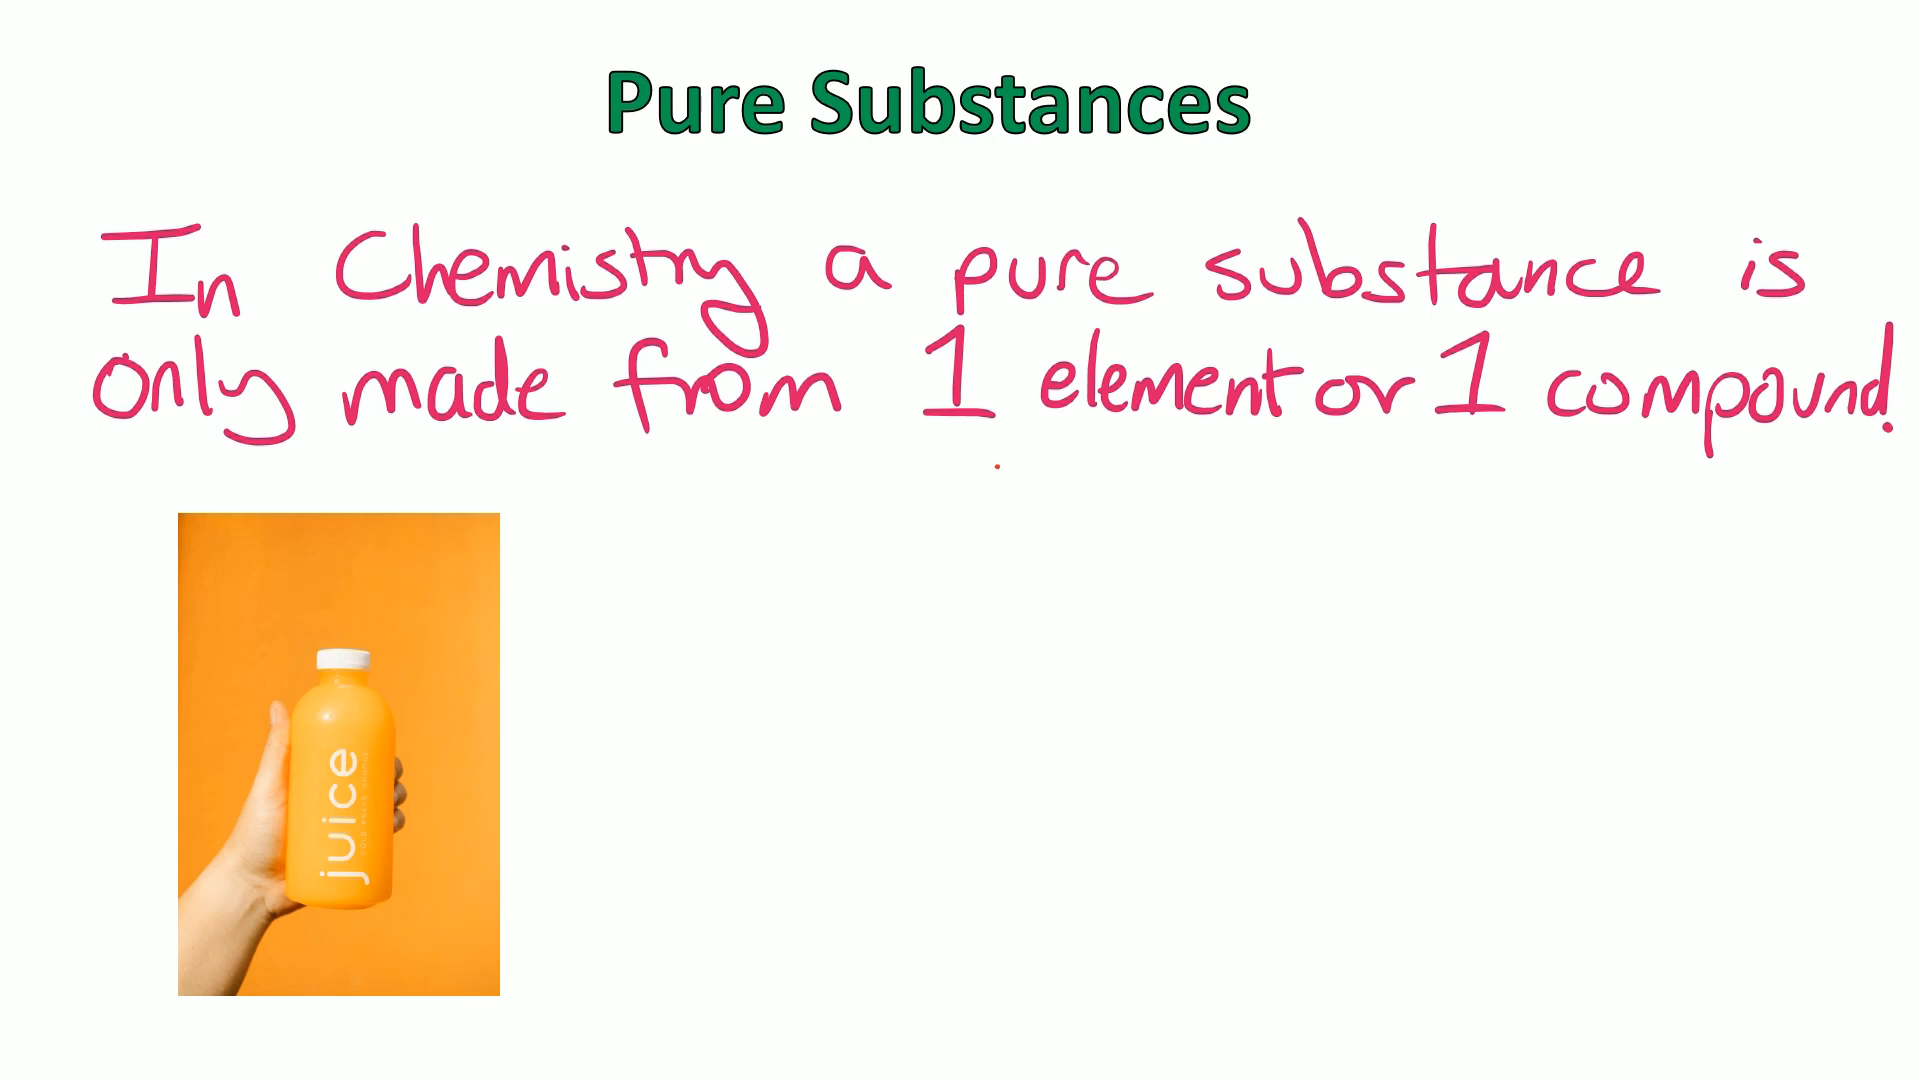 Pure Substances
In Chemistry a pure substance is
only made from 1 element or 1 compound!
juice